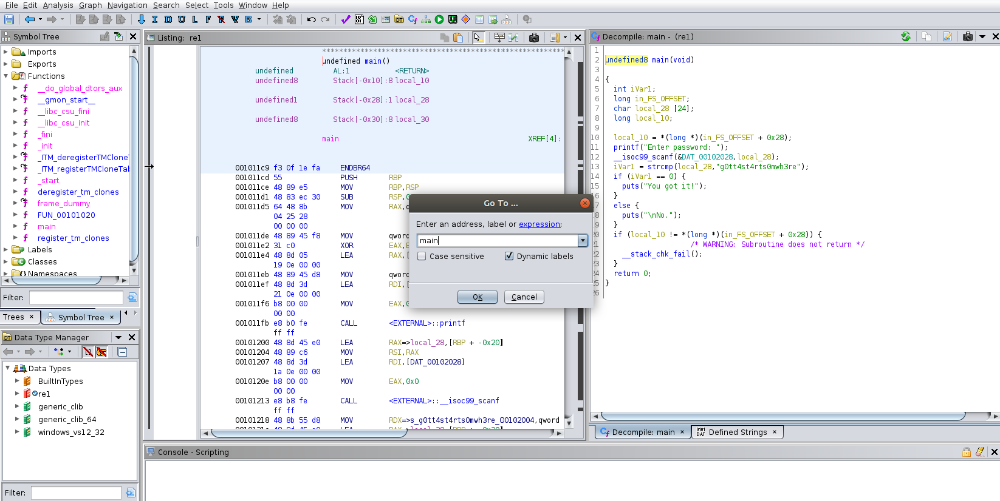 File Edit Analysis Graph Navigation Search Select Tools Window Help
I D U L F R V B
Symbol Tree
Imports
Exports
Functions
__do_global_dtors_aux
__gmon_start__
__libc_csu_fini
__libc_csu_init
_fini
_init
_ITM_deregisterTMCloneT
_ITM_registerTMCloneTab
_start
deregister_tm_clones
frame_dummy
FUN_00101020
main
register_tm_clones
Labels
Classes
Namespaces
Filter:
Trees × Symbol Tree ×
Data Type Manager
Data Types
BuiltInTypes
re1
generic_clib
generic_clib_64
windows_vs12_32
Filter:
Listing: re1
undefined main()
undefined AL:1 <RETURN>
undefined8 Stack[-0x10]:8 local_10
undefined1 Stack[-0x28]:1 local_28
undefined8 Stack[-0x30]:8 local_30
main XREF[4]:
001011c9 f3 0f 1e fa ENDBR64
001011cd 55 PUSH RBP
001011ce 48 89 e5 MOV RBP,RSP
001011d1 48 83 ec 30 SUB RSP,
001011d5 64 48 8b MOV RAX,
04 25 28
00 00 00
001011de 48 89 45 f8 MOV qword
001011e2 31 c0 XOR EAX,
001011e4 48 8d 05 LEA RAX,[
19 0e 00 00
001011eb 48 89 45 d8 MOV qword
001011ef 48 8d 3d LEA RDI,[
21 0e 00 00
001011f6 b8 00 00 MOV EAX,
00 00
001011fb e8 b0 fe CALL <EXTERNAL>::printf
ff ff
00101200 48 8d 45 e0 LEA RAX=>local_28,[RBP + -0x20]
00101204 48 89 c6 MOV RSI,RAX
00101207 48 8d 3d LEA RDI,[DAT_00102028]
1a 0e 00 00
0010120e b8 00 00 MOV EAX,0x0
00 00
00101213 e8 b8 fe CALL <EXTERNAL>::__isoc99_scanf
ff ff
00101218 48 8b 55 d8 MOV RDX=>s_g0tt4st4rts0mwh3re_00102004,qword
Go To ...
Enter an address, label or expression:
main
Case sensitive Dynamic labels
OK Cancel
Decompile: main - (re1)
1
2 undefined8 main(void)
3
4 {
5 int iVar1;
6 long in_FS_OFFSET;
7 char local_28 [24];
8 long local_10;
9
10 local_10 = *(long *)(in_FS_OFFSET + 0x28);
11 printf("Enter password: ");
12 __isoc99_scanf(&DAT_00102028,local_28);
13 iVar1 = strcmp(local_28,"g0tt4st4rts0mwh3re");
14 if (iVar1 == 0) {
15 puts("You got it!");
16 }
17 else {
18 puts("\nNo.");
19 }
20 if (local_10 != *(long *)(in_FS_OFFSET + 0x28)) {
21 /* WARNING: Subroutine does not return */
22 __stack_chk_fail();
23 }
24 return 0;
25 }
26
Decompile: main × Defined Strings ×
Console - Scripting